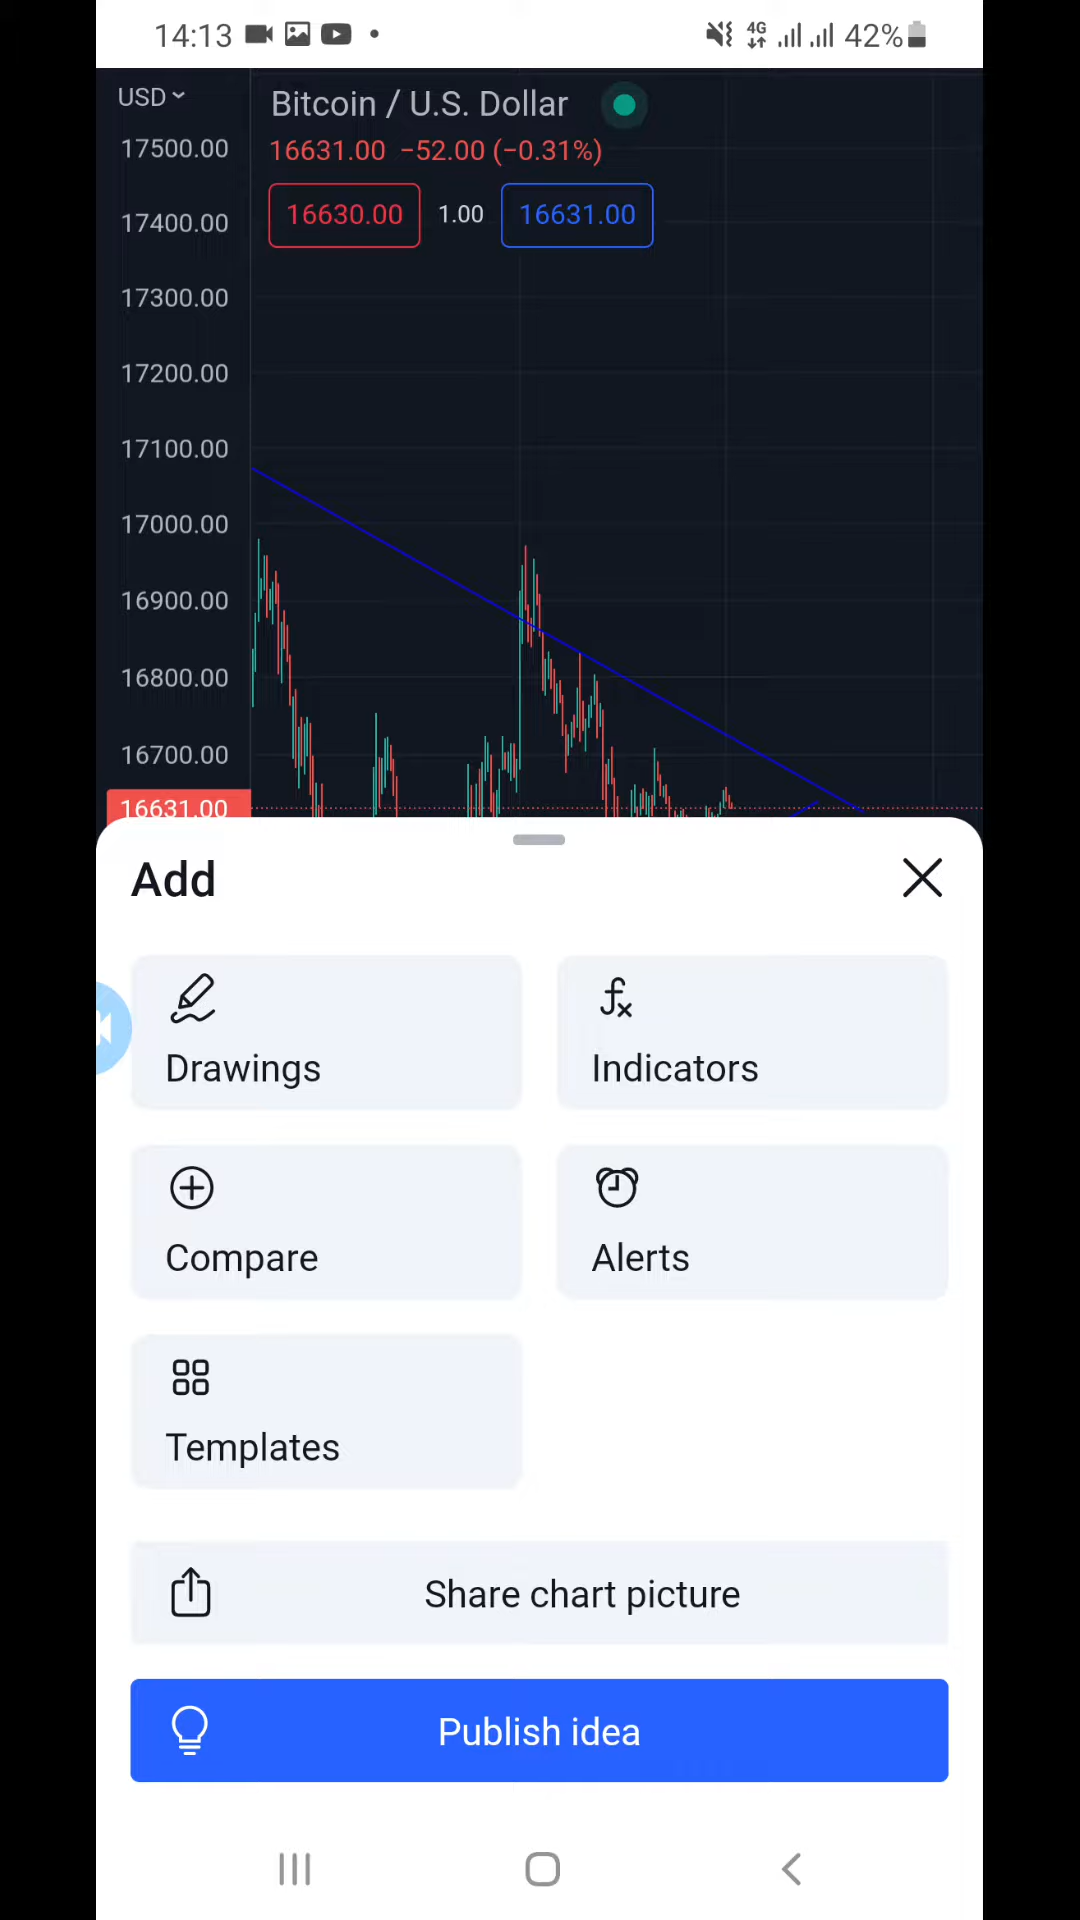 14:13 4G 42%
USD
Bitcoin / U.S. Dollar
17500.00
16631.00 −52.00 (−0.31%)
16630.00 1.00 16631.00
17400.00
17300.00
17200.00
17100.00
17000.00
16900.00
16800.00
16700.00
16631.00
Add
Drawings
Indicators
Compare
Alerts
Templates
Share chart picture
Publish idea